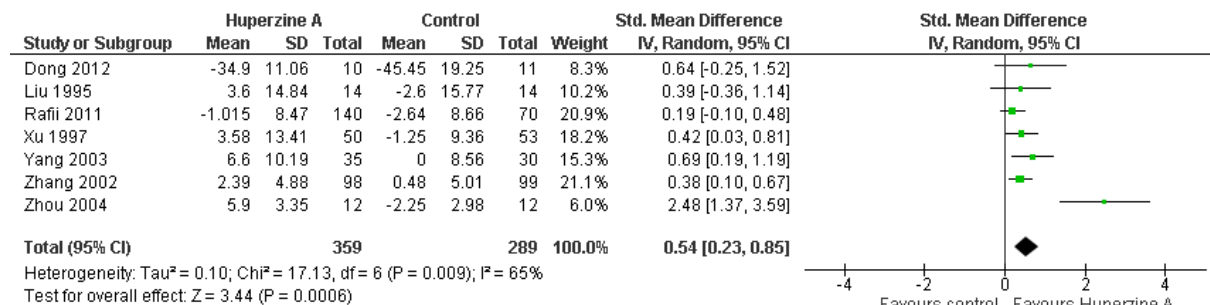 Huperzine A Control Std. Mean Difference Std. Mean Difference
Study or Subgroup Mean SD Total Mean SD Total Weight IV, Random, 95% CI IV, Random, 95% CI
Dong 2012 -34.9 11.06 10 -45.45 19.25 11 8.3% 0.64 [-0.25, 1.52]
Liu 1995 3.6 14.84 14 -2.6 15.77 14 10.2% 0.39 [-0.36, 1.14]
Rafii 2011 -1.015 8.47 140 -2.64 8.66 70 20.9% 0.19 [-0.10, 0.48]
Xu 1997 3.58 13.41 50 -1.25 9.36 53 18.2% 0.42 [0.03, 0.81]
Yang 2003 6.6 10.19 35 0 8.56 30 15.3% 0.69 [0.19, 1.19]
Zhang 2002 2.39 4.88 98 0.48 5.01 99 21.1% 0.38 [0.10, 0.67]
Zhou 2004 5.9 3.35 12 -2.25 2.98 12 6.0% 2.48 [1.37, 3.59]
Total (95% CI) 359 289 100.0% 0.54 [0.23, 0.85]
Heterogeneity: Tau² = 0.10; Chi² = 17.13, df = 6 (P = 0.009); I² = 65%
Test for overall effect: Z = 3.44 (P = 0.0006)
-4 -2 0 2 4
Favours control Favours Huperzine A